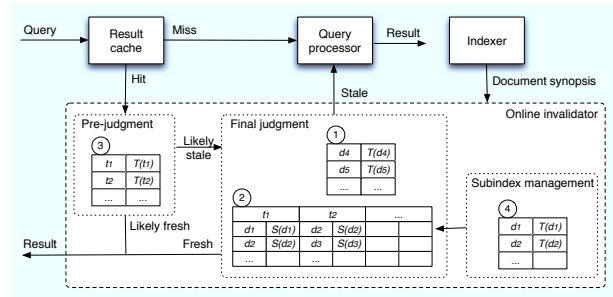 Query
Result cache
Miss
Query processor
Result
Indexer
Hit
Stale
Document synopsis
Online invalidator
Pre-judgment
Likely stale
Final judgment
3
t1 T(t1)
t2 T(t2)
... ...
1
d4 T(d4)
d5 T(d5)
... ...
2
t1 t2 ...
d1 S(d1) d2 S(d2)
d2 S(d2) d3 S(d3)
... ...
Subindex management
4
d1 T(d1)
d2 T(d2)
...
Likely fresh
Result
Fresh